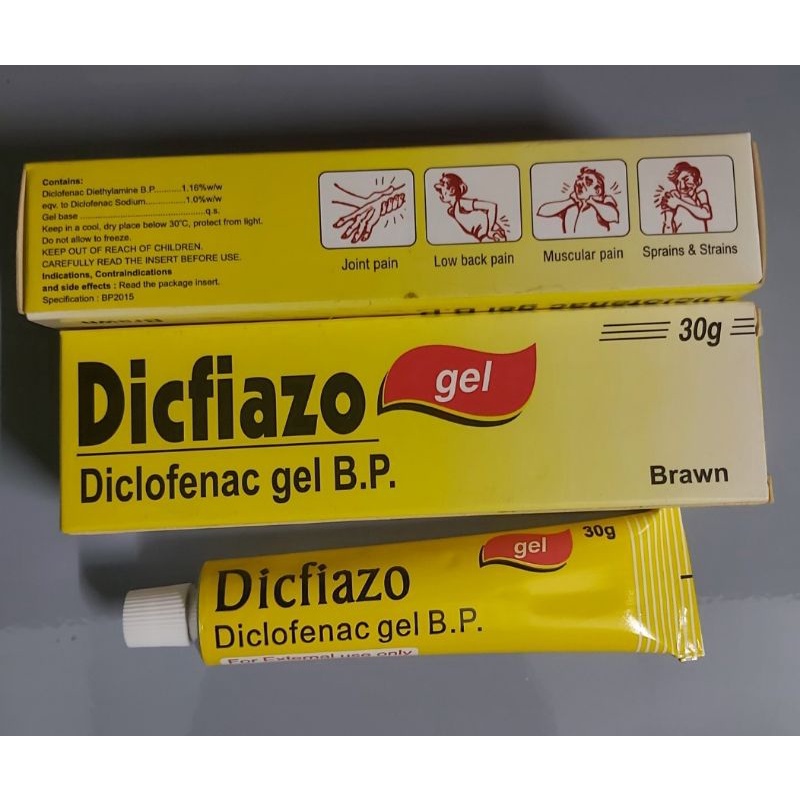 Contains:
Diclofenac Diethylamine B.P..........1.16%w/w
eqv. to Diclofenac Sodium..............1.0%w/w
Gel base ............................................q.s.
Keep in a cool, dry place below 30°C, protect from light.
Do not allow to freeze.
KEEP OUT OF REACH OF CHILDREN.
CAREFULLY READ THE INSERT BEFORE USE.
Indications, Contraindications
and side effects : Read the package insert.
Specification : BP2015
Joint pain
Low back pain
Muscular pain
Sprains & Strains
Brawn
Diclofenac gel B.P.
30g
Dicfiazo gel
Diclofenac gel B.P.
Brawn
gel
30g
Dicfiazo
Diclofenac gel B.P.
For External use only